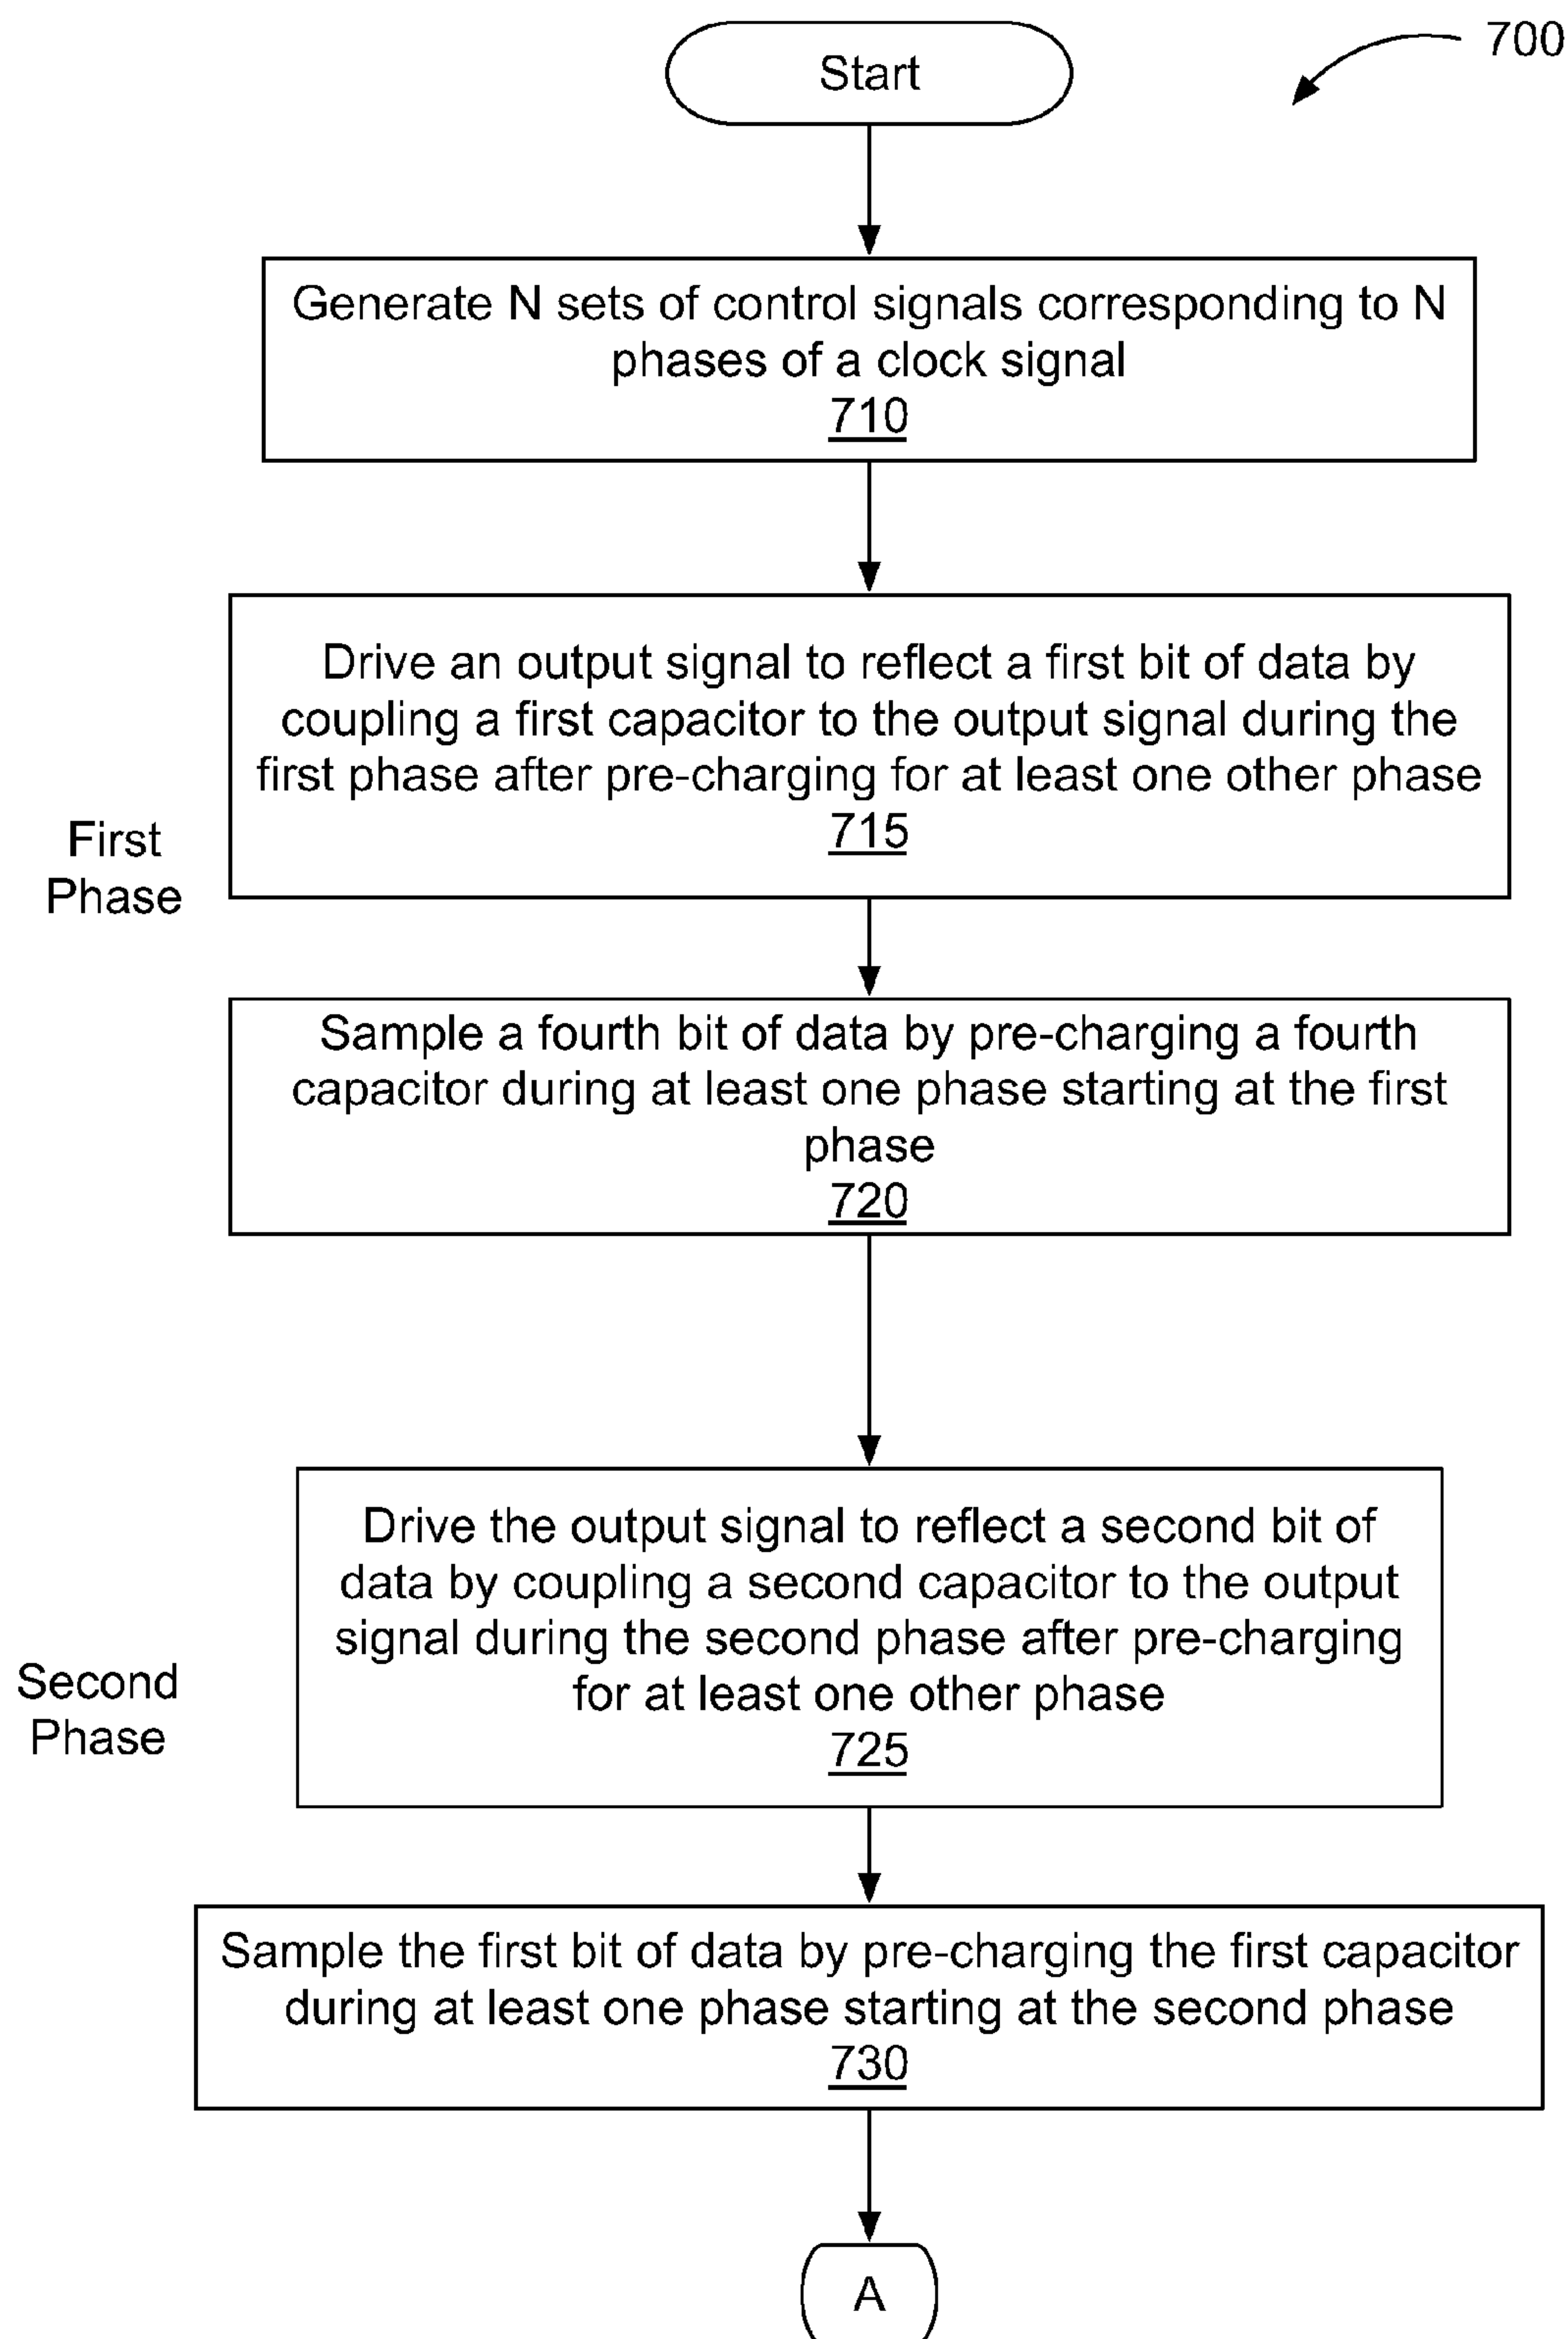 700
Start
Generate N sets of control signals corresponding to N
phases of a clock signal
710
Drive an output signal to reflect a first bit of data by
coupling a first capacitor to the output signal during the
first phase after pre-charging for at least one other phase
715
First
Phase
Sample a fourth bit of data by pre-charging a fourth
capacitor during at least one phase starting at the first
phase
720
Drive the output signal to reflect a second bit of
data by coupling a second capacitor to the output
signal during the second phase after pre-charging
for at least one other phase
725
Second
Phase
Sample the first bit of data by pre-charging the first capacitor
during at least one phase starting at the second phase
730
A